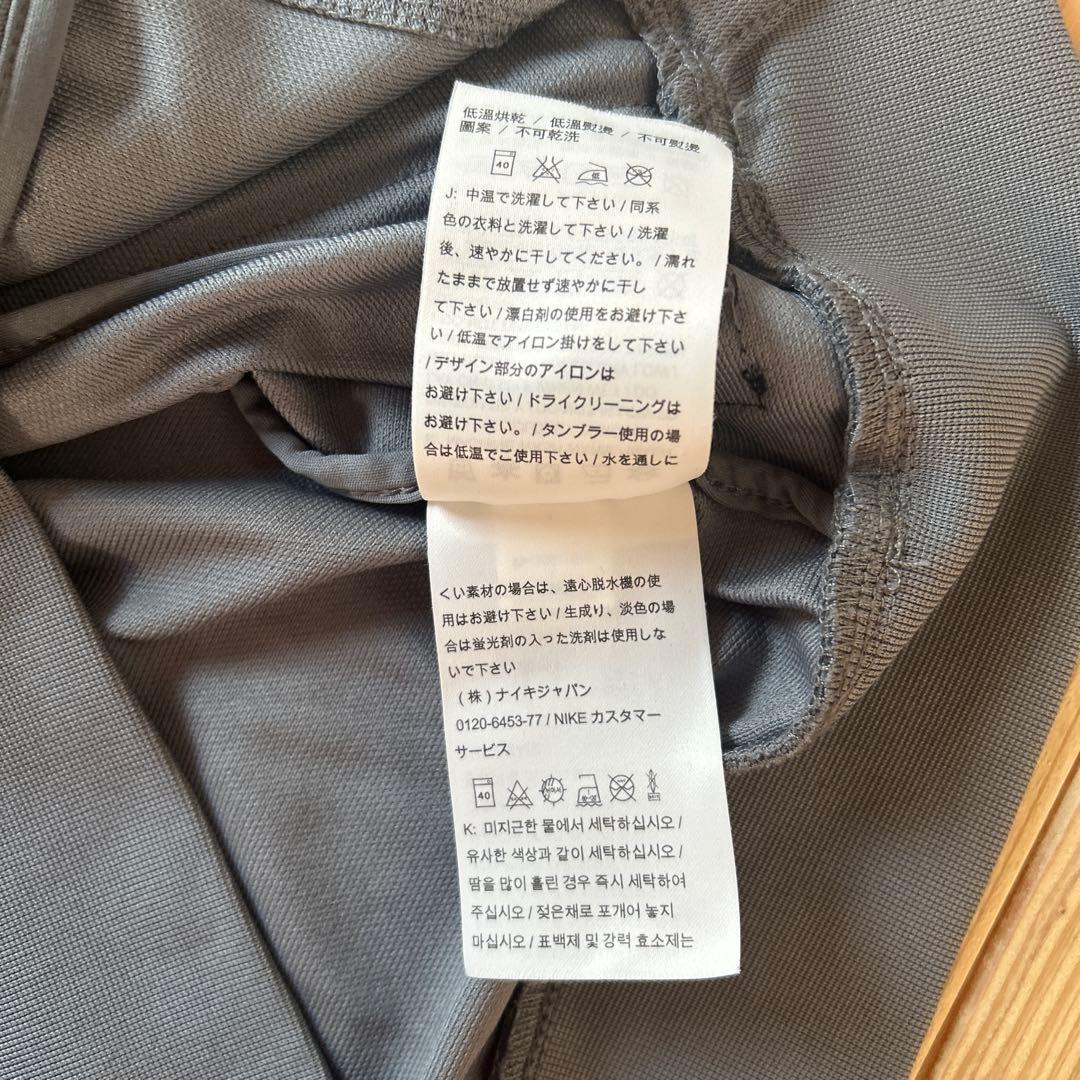 低溫烘乾 / 低溫熨燙 / 不可熨燙
圖案 / 不可乾洗
40 低
J: 中温で洗濯して下さい / 同系
色の衣料と洗濯して下さい / 洗濯
後、速やかに干してください。 / 濡れ
たままで放置せず速やかに干し
て下さい / 漂白剤の使用をお避け下さ
い / 低温でアイロン掛けをして下さい
/ デザイン部分のアイロンは
お避け下さい / ドライクリーニングは
お避け下さい。 / タンブラー使用の場
合は低温でご使用下さい / 水を通しに
くい素材の場合は、遠心脱水機の使
用はお避け下さい / 生成り、淡色の場
合は蛍光剤の入った洗剤は使用しな
いで下さい
(株) ナイキジャパン
0120-6453-77 / NIKE カスタマー
サービス
40
K: 미지근한 물에서 세탁하십시오 /
유사한 색상과 같이 세탁하십시오 /
땀을 많이 흘린 경우 즉시 세탁하여
주십시오 / 젖은채로 포개어 놓지
마십시오 / 표백제 및 강력 효소제는